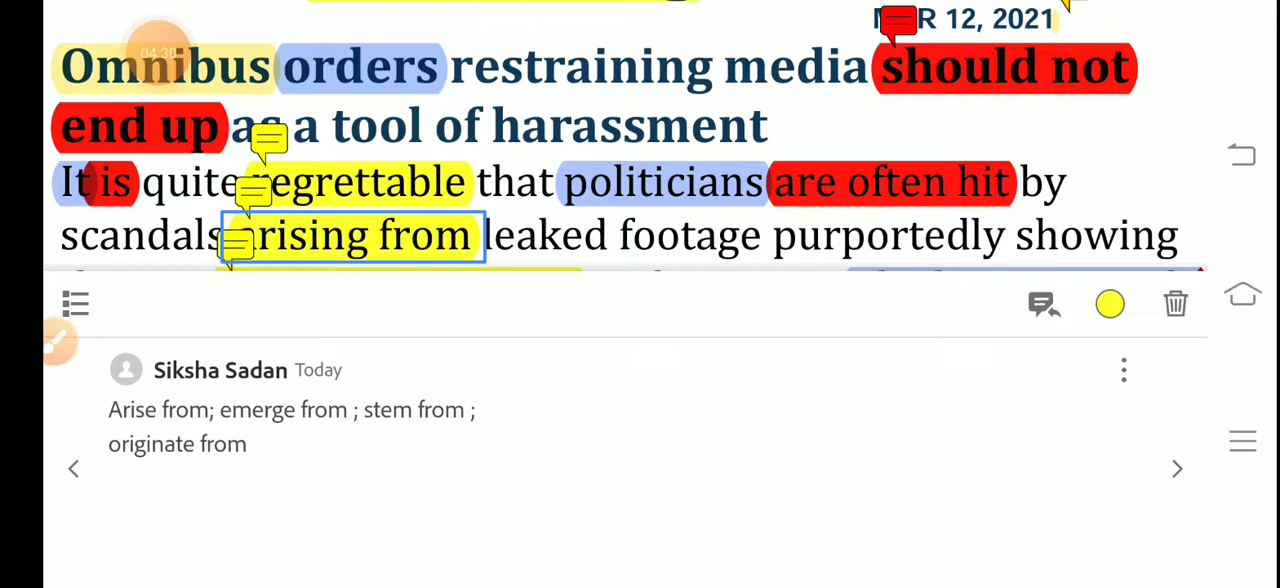 12, 2021
04:30
Omnibus orders restraining media should not
end up as a tool of harassment
It is quite regrettable that politicians are often hit by
scandals arising from leaked footage purportedly showing
Siksha Sadan Today
Arise from; emerge from ; stem from ;
originate from